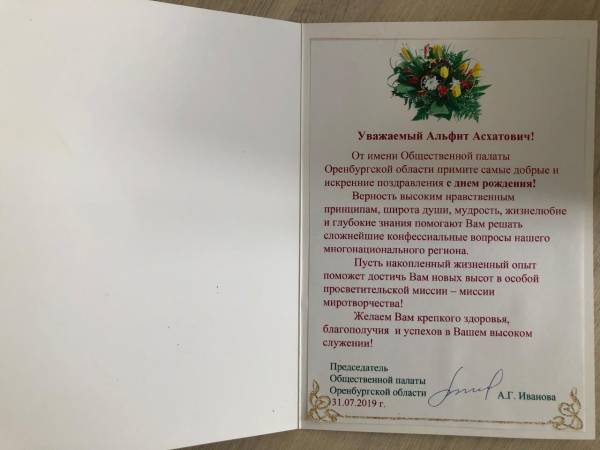 Уважаемый Альфит Асхатович!
От имени Общественной палаты
Оренбургской области примите самые добрые и
искренние поздравления с днем рождения!
Верность высоким нравственным
принципам, широта души, мудрость, жизнелюбие
и глубокие знания помогают Вам решать
сложнейшие конфессиальные вопросы нашего
многонационального региона.
Пусть накопленный жизненный опыт
поможет достичь Вам новых высот в особой
просветительской миссии – миссии
миротворчества!
Желаем Вам крепкого здоровья,
благополучия и успехов в Вашем высоком
служении!
Председатель
Общественной палаты
Оренбургской области А.Г. Иванова
31.07.2019 г.